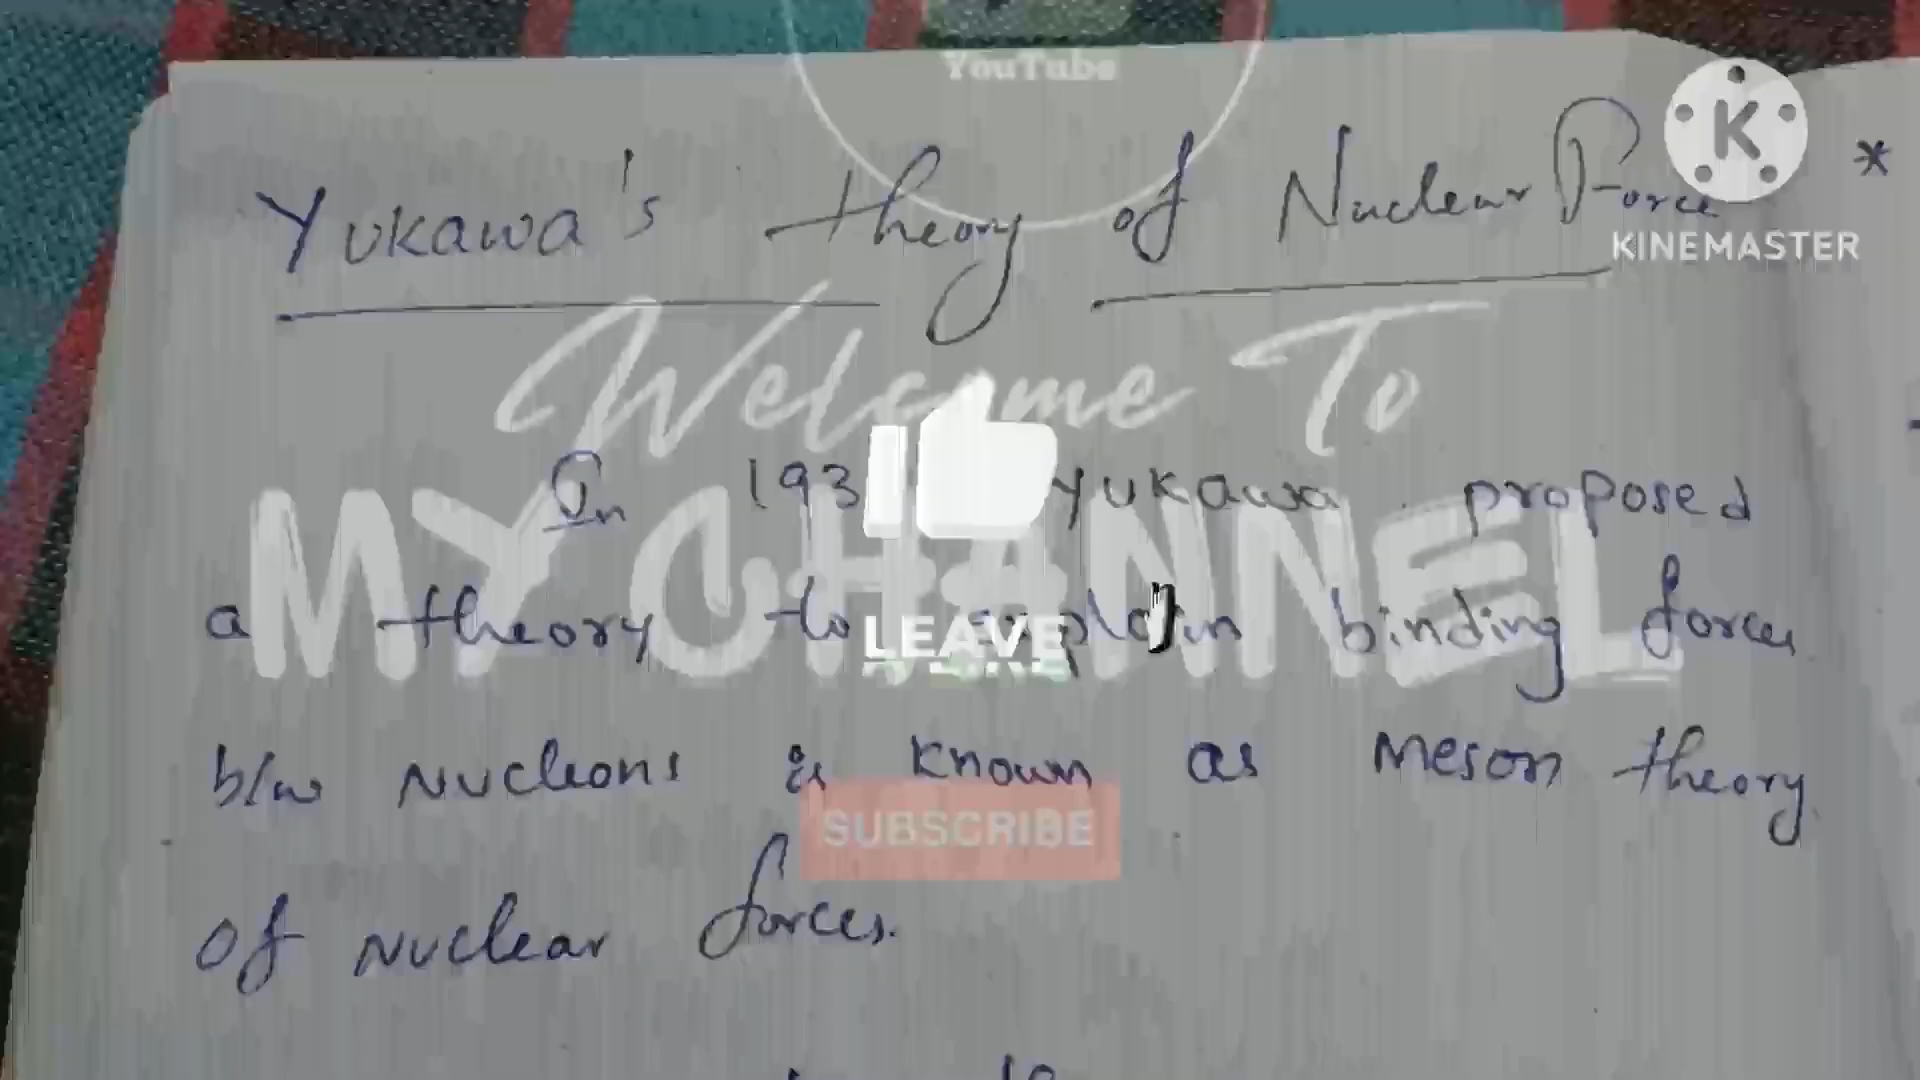 YouTube
Yukawa's theory of Nuclear Force *
KINEMASTER
Welcome To
MY CHANNEL
In 193 Yukawa proposed
a theory to explain binding forces
LEAVE
b/w Nucleons is known as Meson theory
SUBSCRIBE
of Nuclear forces.